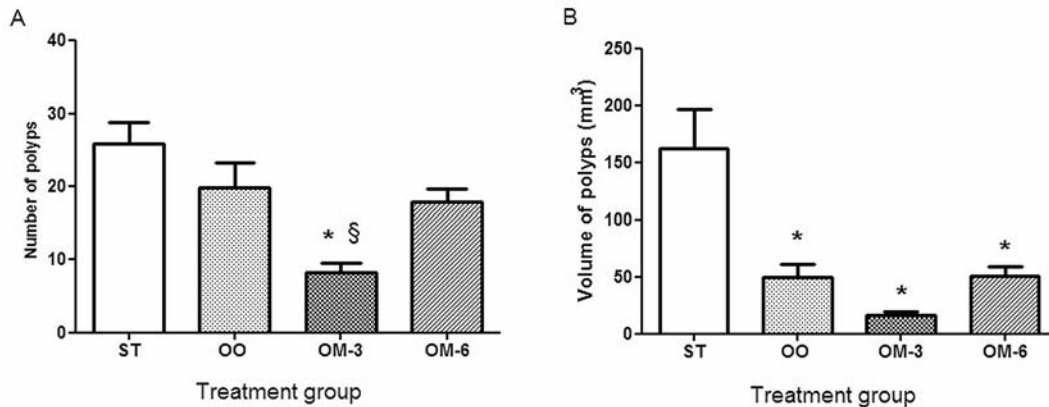 A
Number of polyps
40
30
20
10
0
* §
ST OO OM-3 OM-6
Treatment group
B
Volume of polyps (mm³)
250
200
150
100
50
0
*
*
*
ST OO OM-3 OM-6
Treatment group